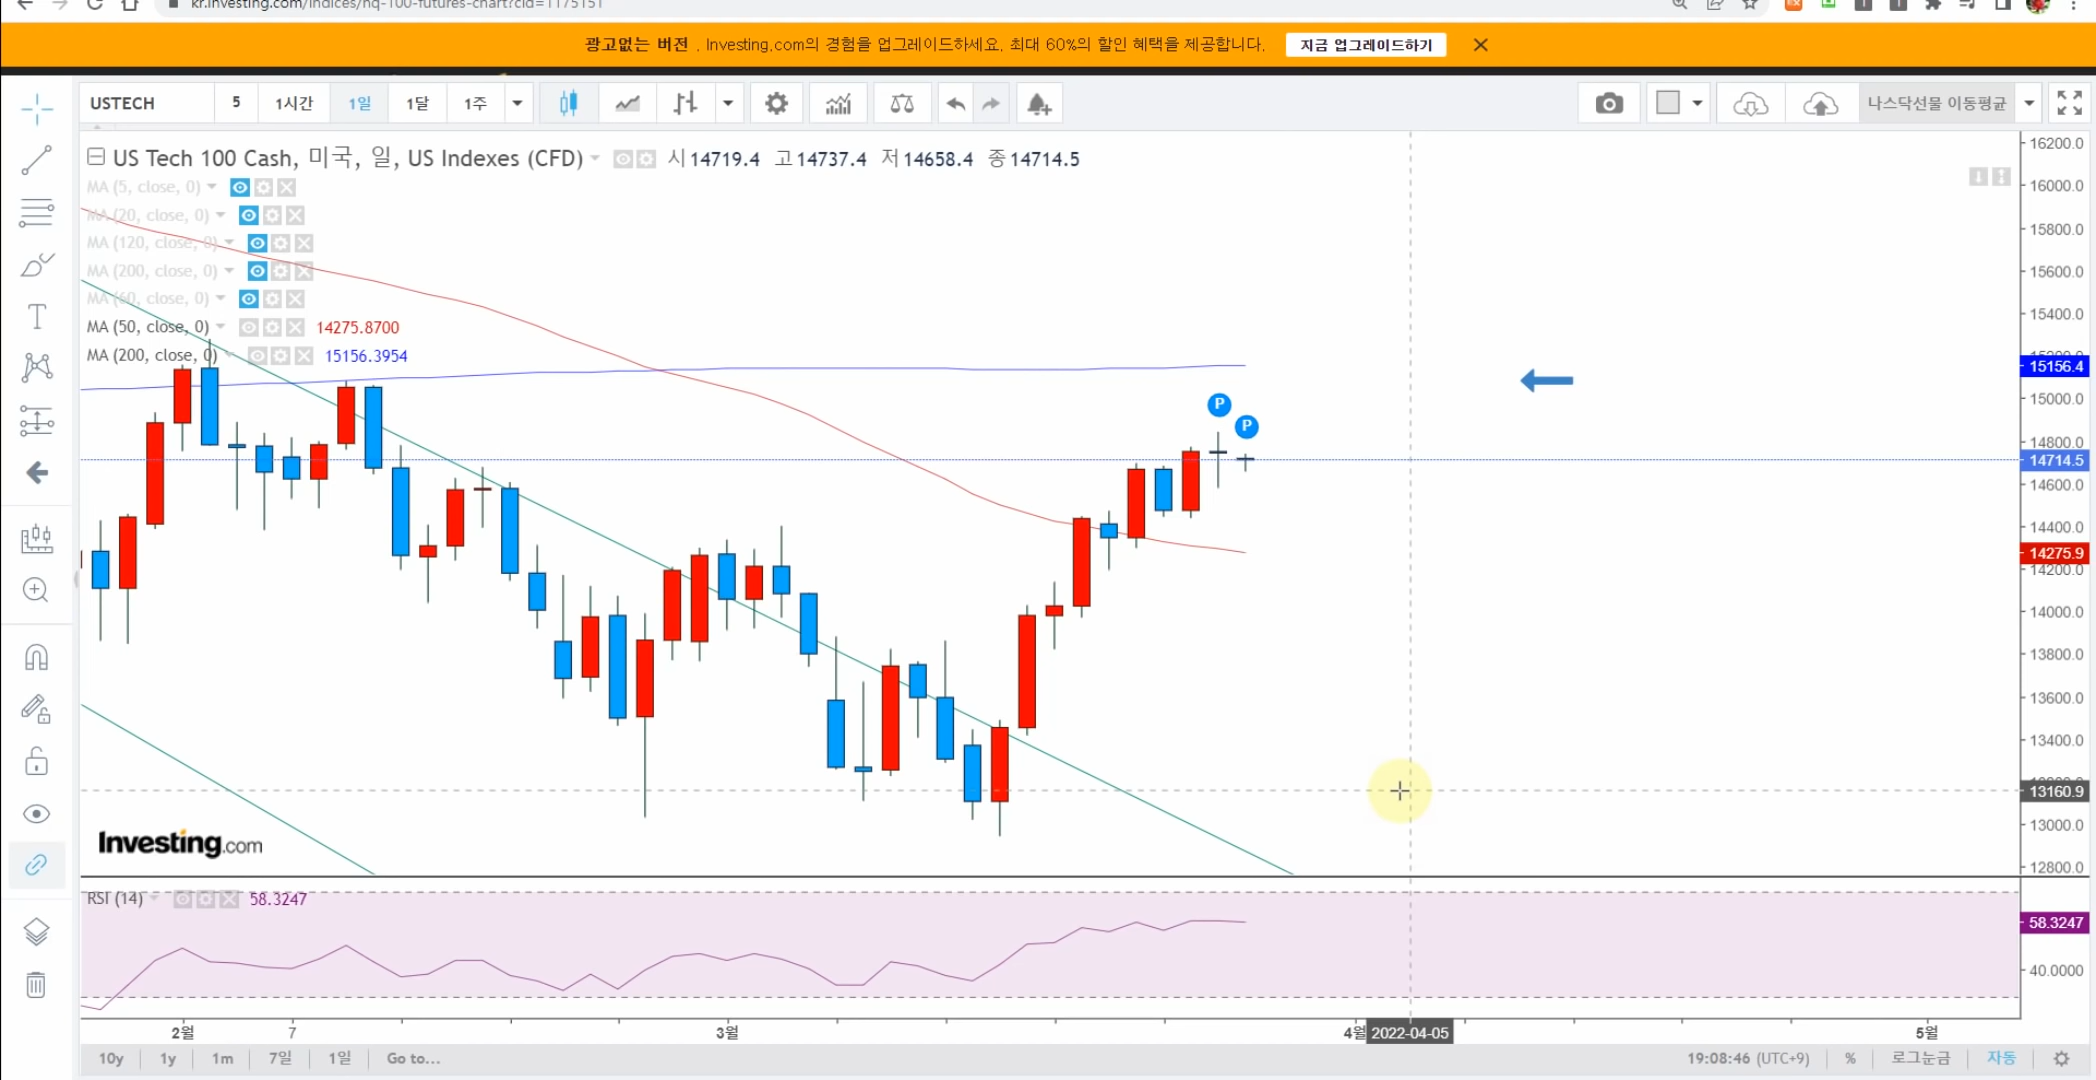 kr.investing.com/indices/nq-100-futures-chart?cid=1175151
광고없는 버전 . Investing.com의 경험을 업그레이드하세요. 최대 60%의 할인 혜택을 제공합니다. 지금 업그레이드하기
USTECH 5 1시간 1일 1달 1주 나스닥선물 이동평균
US Tech 100 Cash, 미국, 일, US Indexes (CFD) 시 14719.4 고 14737.4 저 14658.4 종 14714.5
MA (5, close, 0)
MA (20, close, 0)
MA (120, close, 0)
MA (200, close, 0)
MA (60, close, 0)
MA (50, close, 0) 14275.8700
MA (200, close, 0) 15156.3954
P
P
16200.0
16000.0
15800.0
15600.0
15400.0
15156.4
15000.0
14800.0
14714.5
14600.0
14400.0
14275.9
14200.0
14000.0
13800.0
13600.0
13400.0
13160.9
13000.0
12800.0
Investing.com
RSI (14) 58.3247
58.3247
40.0000
2월 7 3월 4월 2022-04-05 5월
10y 1y 1m 7일 1일 Go to... 19:08:46 (UTC+9) % 로그눈금 자동